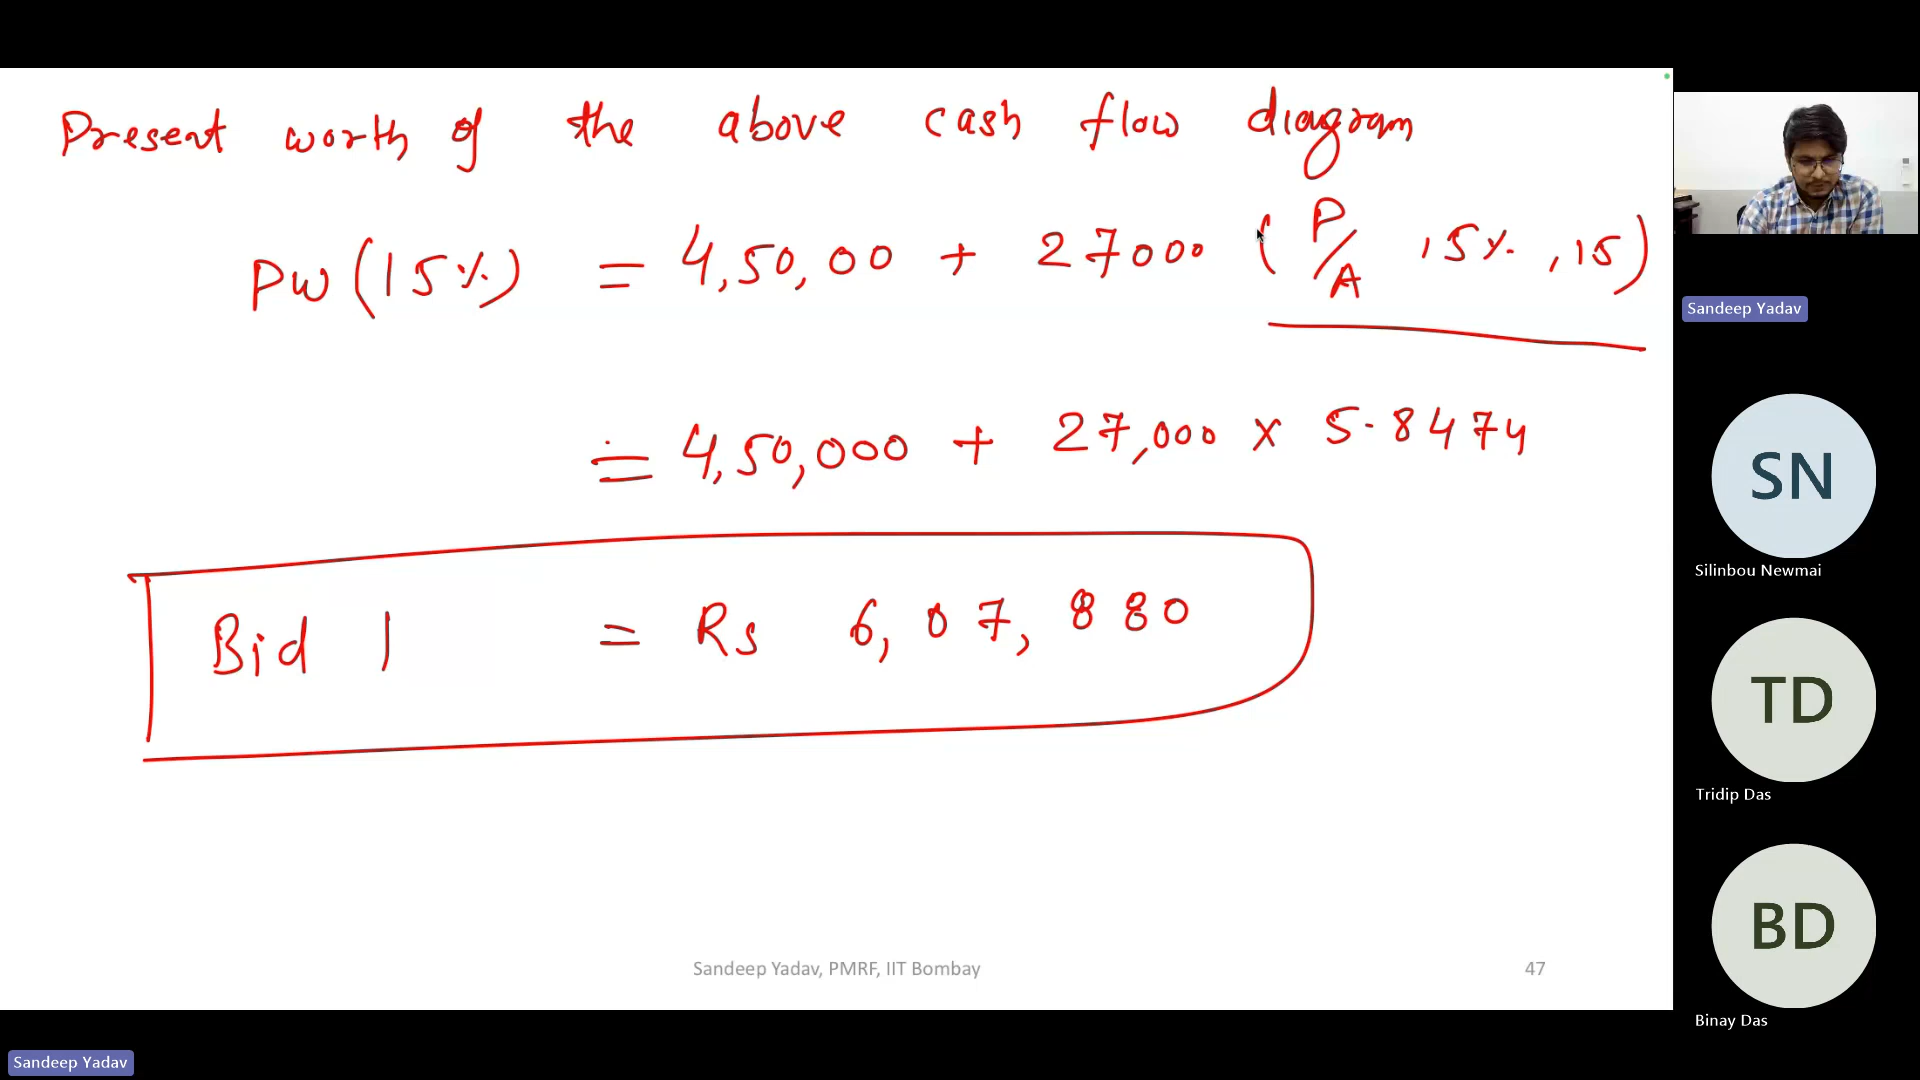 Present worth of the above cash flow diagram
PW (15%) = 4,50,00 + 27000 (P/A, 15%, 15)
= 4,50,000 + 27,000 x 5.8474
Bid 1 = Rs 6,07,880
Sandeep Yadav, PMRF, IIT Bombay
47
Sandeep Yadav
SN
Silinbou Newmai
TD
Tridip Das
BD
Binay Das
Sandeep Yadav